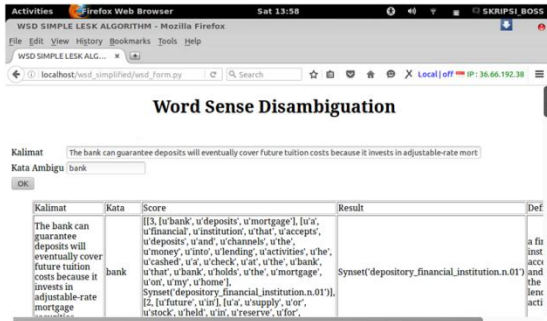 Activities Firefox Web Browser Sat 13:58 SKRIPSI_BOSS
WSD SIMPLE LESK ALGORITHM - Mozilla Firefox
File Edit View History Bookmarks Tools Help
WSD SIMPLE LESK ALG... ×
localhost/wsd_simplified/wsd_form.py Search Local | off IP : 36.66.192.38
Word Sense Disambiguation
Kalimat The bank can guarantee deposits will eventually cover future tuition costs because it invests in adjustable-rate mort
Kata Ambigu bank
OK
Kalimat Kata Score Result Def
The bank can
guarantee
deposits will
eventually cover
future tuition
costs because it
invests in
adjustable-rate
mortgage
securities
bank
[[3, [u'bank', u'deposits', u'mortgage'], [u'a',
u'financial', u'institution', u'that', u'accepts',
u'deposits', u'and', u'channels', u'the',
u'money', u'into', u'lending', u'activities', u'he',
u'cashed', u'a', u'check', u'at', u'the', u'bank',
u'that', u'bank', u'holds', u'the', u'mortgage',
u'on', u'my', u'home'],
Synset('depository_financial_institution.n.01')],
[2, [u'future', u'in'], [u'a', u'supply', u'or',
u'stock', u'held', u'in', u'reserve', u'for',
Synset('depository_financial_institution.n.01')
a fin
inst
acce
and
the
lend
acti